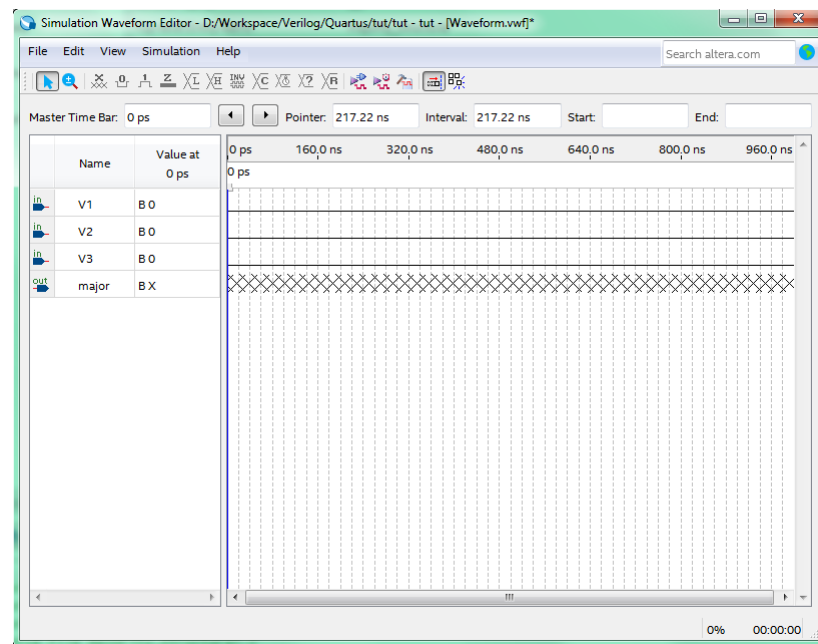 Simulation Waveform Editor - D:/Workspace/Verilog/Quartus/tut/tut - tut - [Waveform.vwf]*
File Edit View Simulation Help
Search altera.com
Master Time Bar: 0 ps Pointer: 217.22 ns Interval: 217.22 ns Start: End:
Name Value at 0 ps
0 ps 160.0 ns 320.0 ns 480.0 ns 640.0 ns 800.0 ns 960.0 ns
0 ps
in V1 B 0
in V2 B 0
in V3 B 0
out major B X
0% 00:00:00